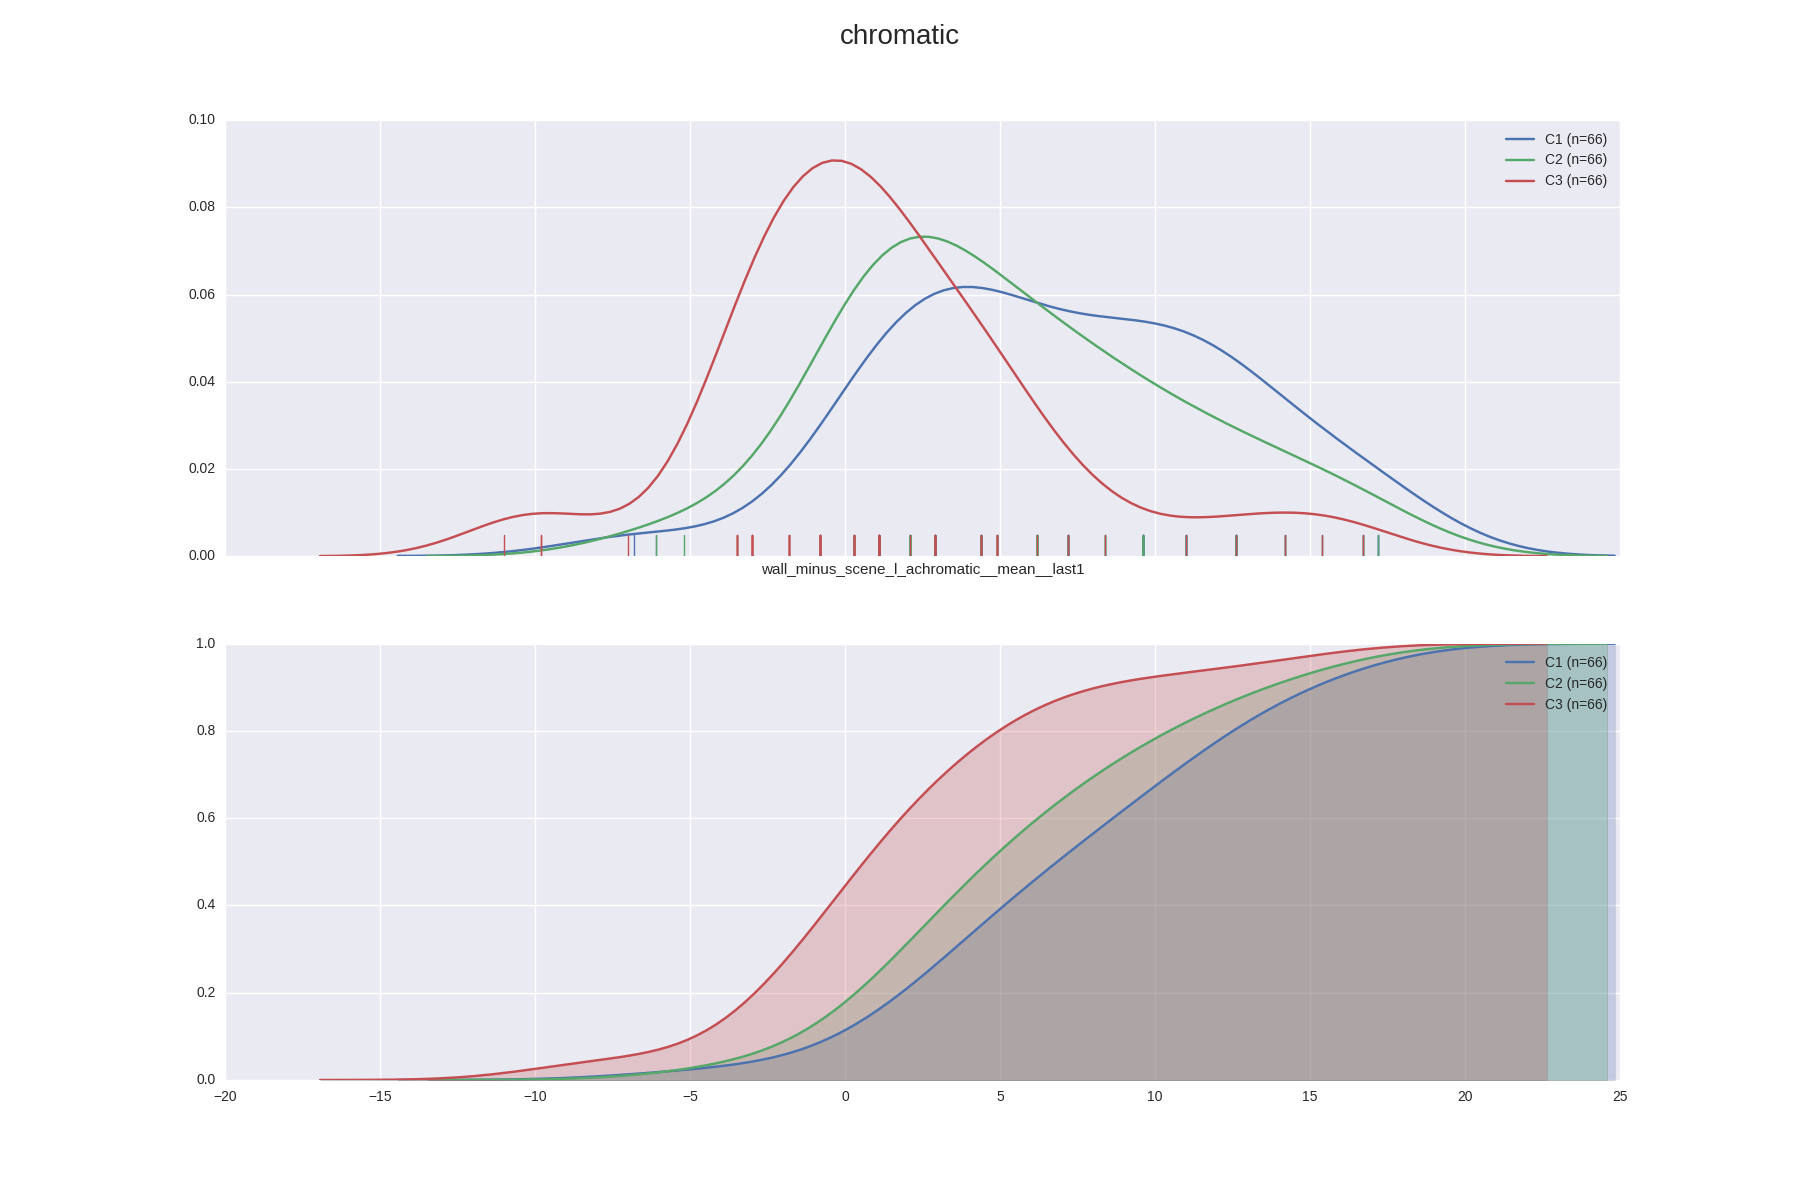 chromatic
0.10
0.08
0.06
0.04
0.02
0.00
C1 (n=66)
C2 (n=66)
C3 (n=66)
wall_minus_scene_l_achromatic__mean__last1
1.0
0.8
0.6
0.4
0.2
0.0
C1 (n=66)
C2 (n=66)
C3 (n=66)
−20 −15 −10 −5 0 5 10 15 20 25